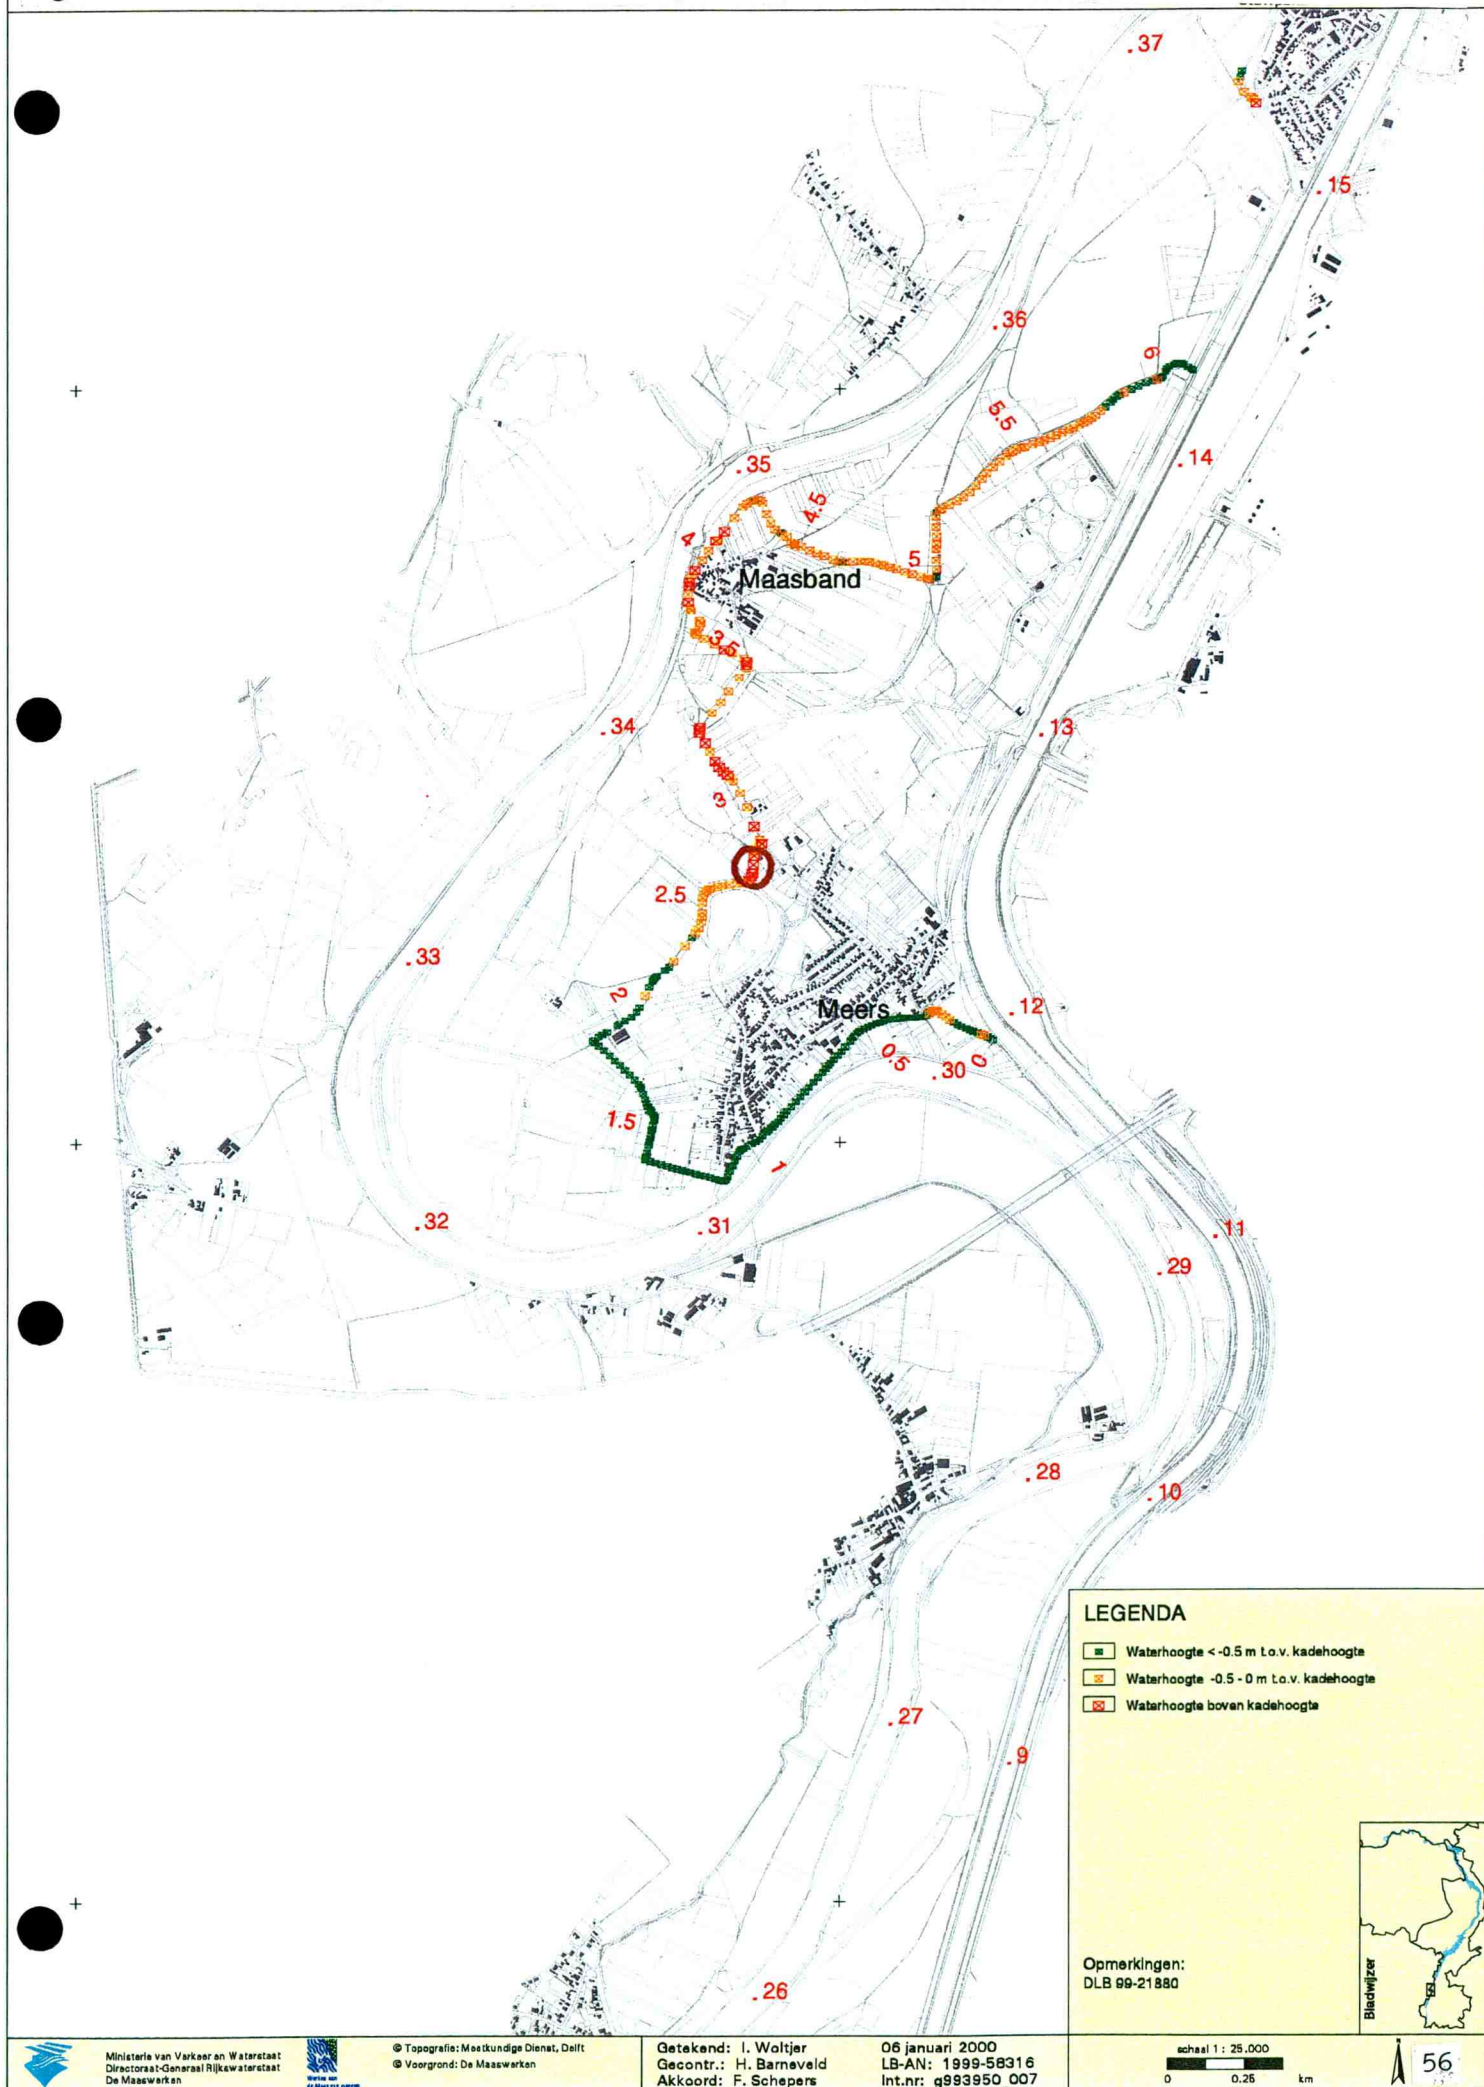 .37
.15
.36
6
5.5
.14
.35
4.5
4
5
Maasband
3.5
.34
.13
3
2.5
.33
2
Meers
.12
0.5
.30
0
1.5
1
.32
.31
.11
.29
.28
.10
.27
.9
.26
LEGENDA
Waterhoogte < -0.5 m t.o.v. kadehoogte
Waterhoogte -0.5 - 0 m t.o.v. kadehoogte
Waterhoogte boven kadehoogte
Opmerkingen:
DLB 99-21880
Bladwijzer
Ministerie van Verkeer en Waterstaat
Directoraat-Generaal Rijkswaterstaat
De Maaswerken
© Topografie: Meetkundige Dienst, Delft
© Voorgrond: De Maaswerken
Getekend: I. Woltjer
Gecontr.: H. Barneveld
Akkoord: F. Schepers
06 januari 2000
LB-AN: 1999-58316
Int.nr: g993950_007
schaal 1 : 25.000
0 0.25 km
56